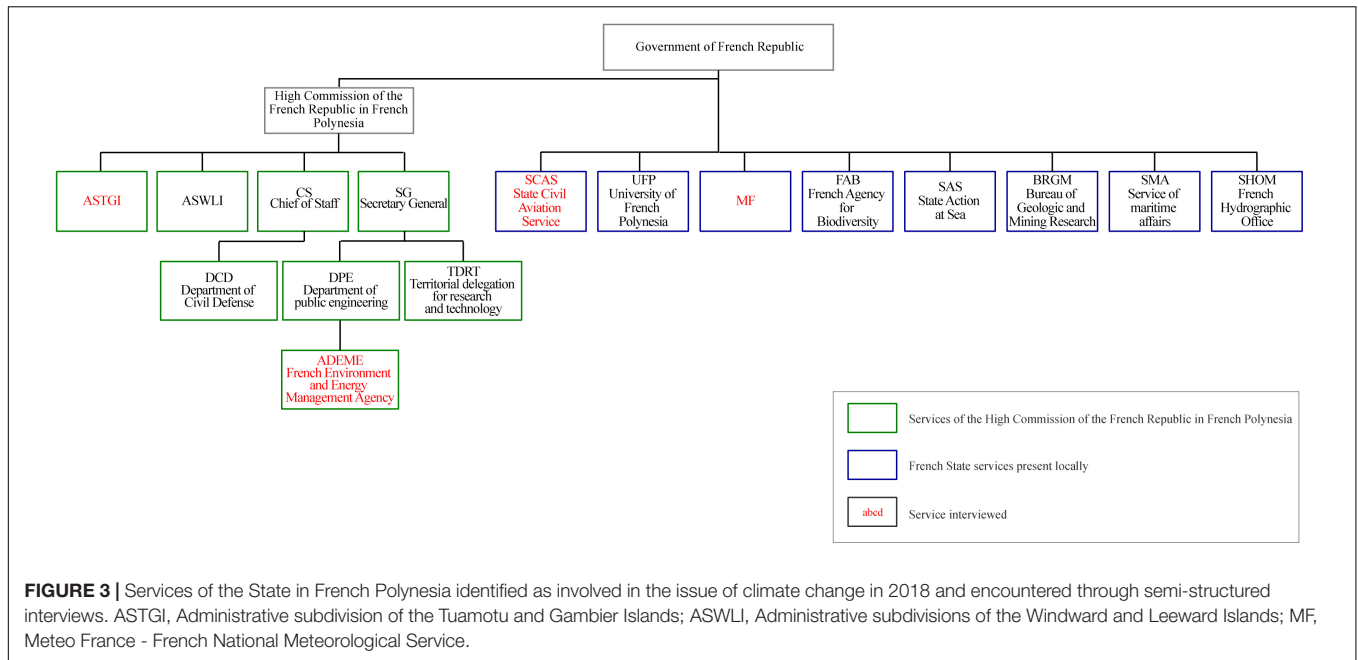 Government of French Republic
High Commission of the
French Republic in French
Polynesia
ASTGI
ASWLI
CS
Chief of Staff
SG
Secretary General
SCAS
State Civil
Aviation
Service
UFP
University of
French
Polynesia
MF
FAB
French Agency
for
Biodiversity
SAS
State Action
at Sea
BRGM
Bureau of
Geologic and
Mining Research
SMA
Service of
maritime
affairs
SHOM
French
Hydrographic
Office
DCD
Department of
Civil Defense
DPE
Department of
public engineering
TDRT
Territorial delegation
for research
and technology
ADEME
French Environment
and Energy
Management Agency
Services of the High Commission of the French Republic in French Polynesia
French State services present locally
abcd
Service interviewed
FIGURE 3 | Services of the State in French Polynesia identified as involved in the issue of climate change in 2018 and encountered through semi-structured
interviews. ASTGI, Administrative subdivision of the Tuamotu and Gambier Islands; ASWLI, Administrative subdivisions of the Windward and Leeward Islands; MF,
Meteo France - French National Meteorological Service.